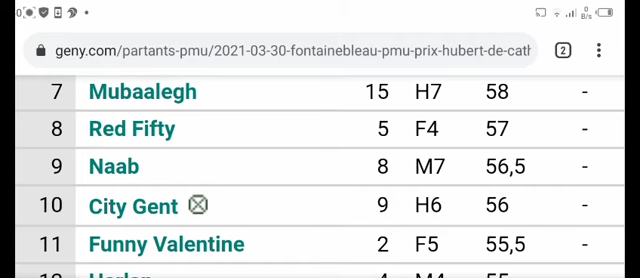 0 B/s
geny.com/partants-pmu/2021-03-30-fontainebleau-pmu-prix-hubert-de-cath 2
7 Mubaalegh 15 H7 58 -
8 Red Fifty 5 F4 57 -
9 Naab 8 M7 56,5 -
10 City Gent 9 H6 56 -
11 Funny Valentine 2 F5 55,5 -